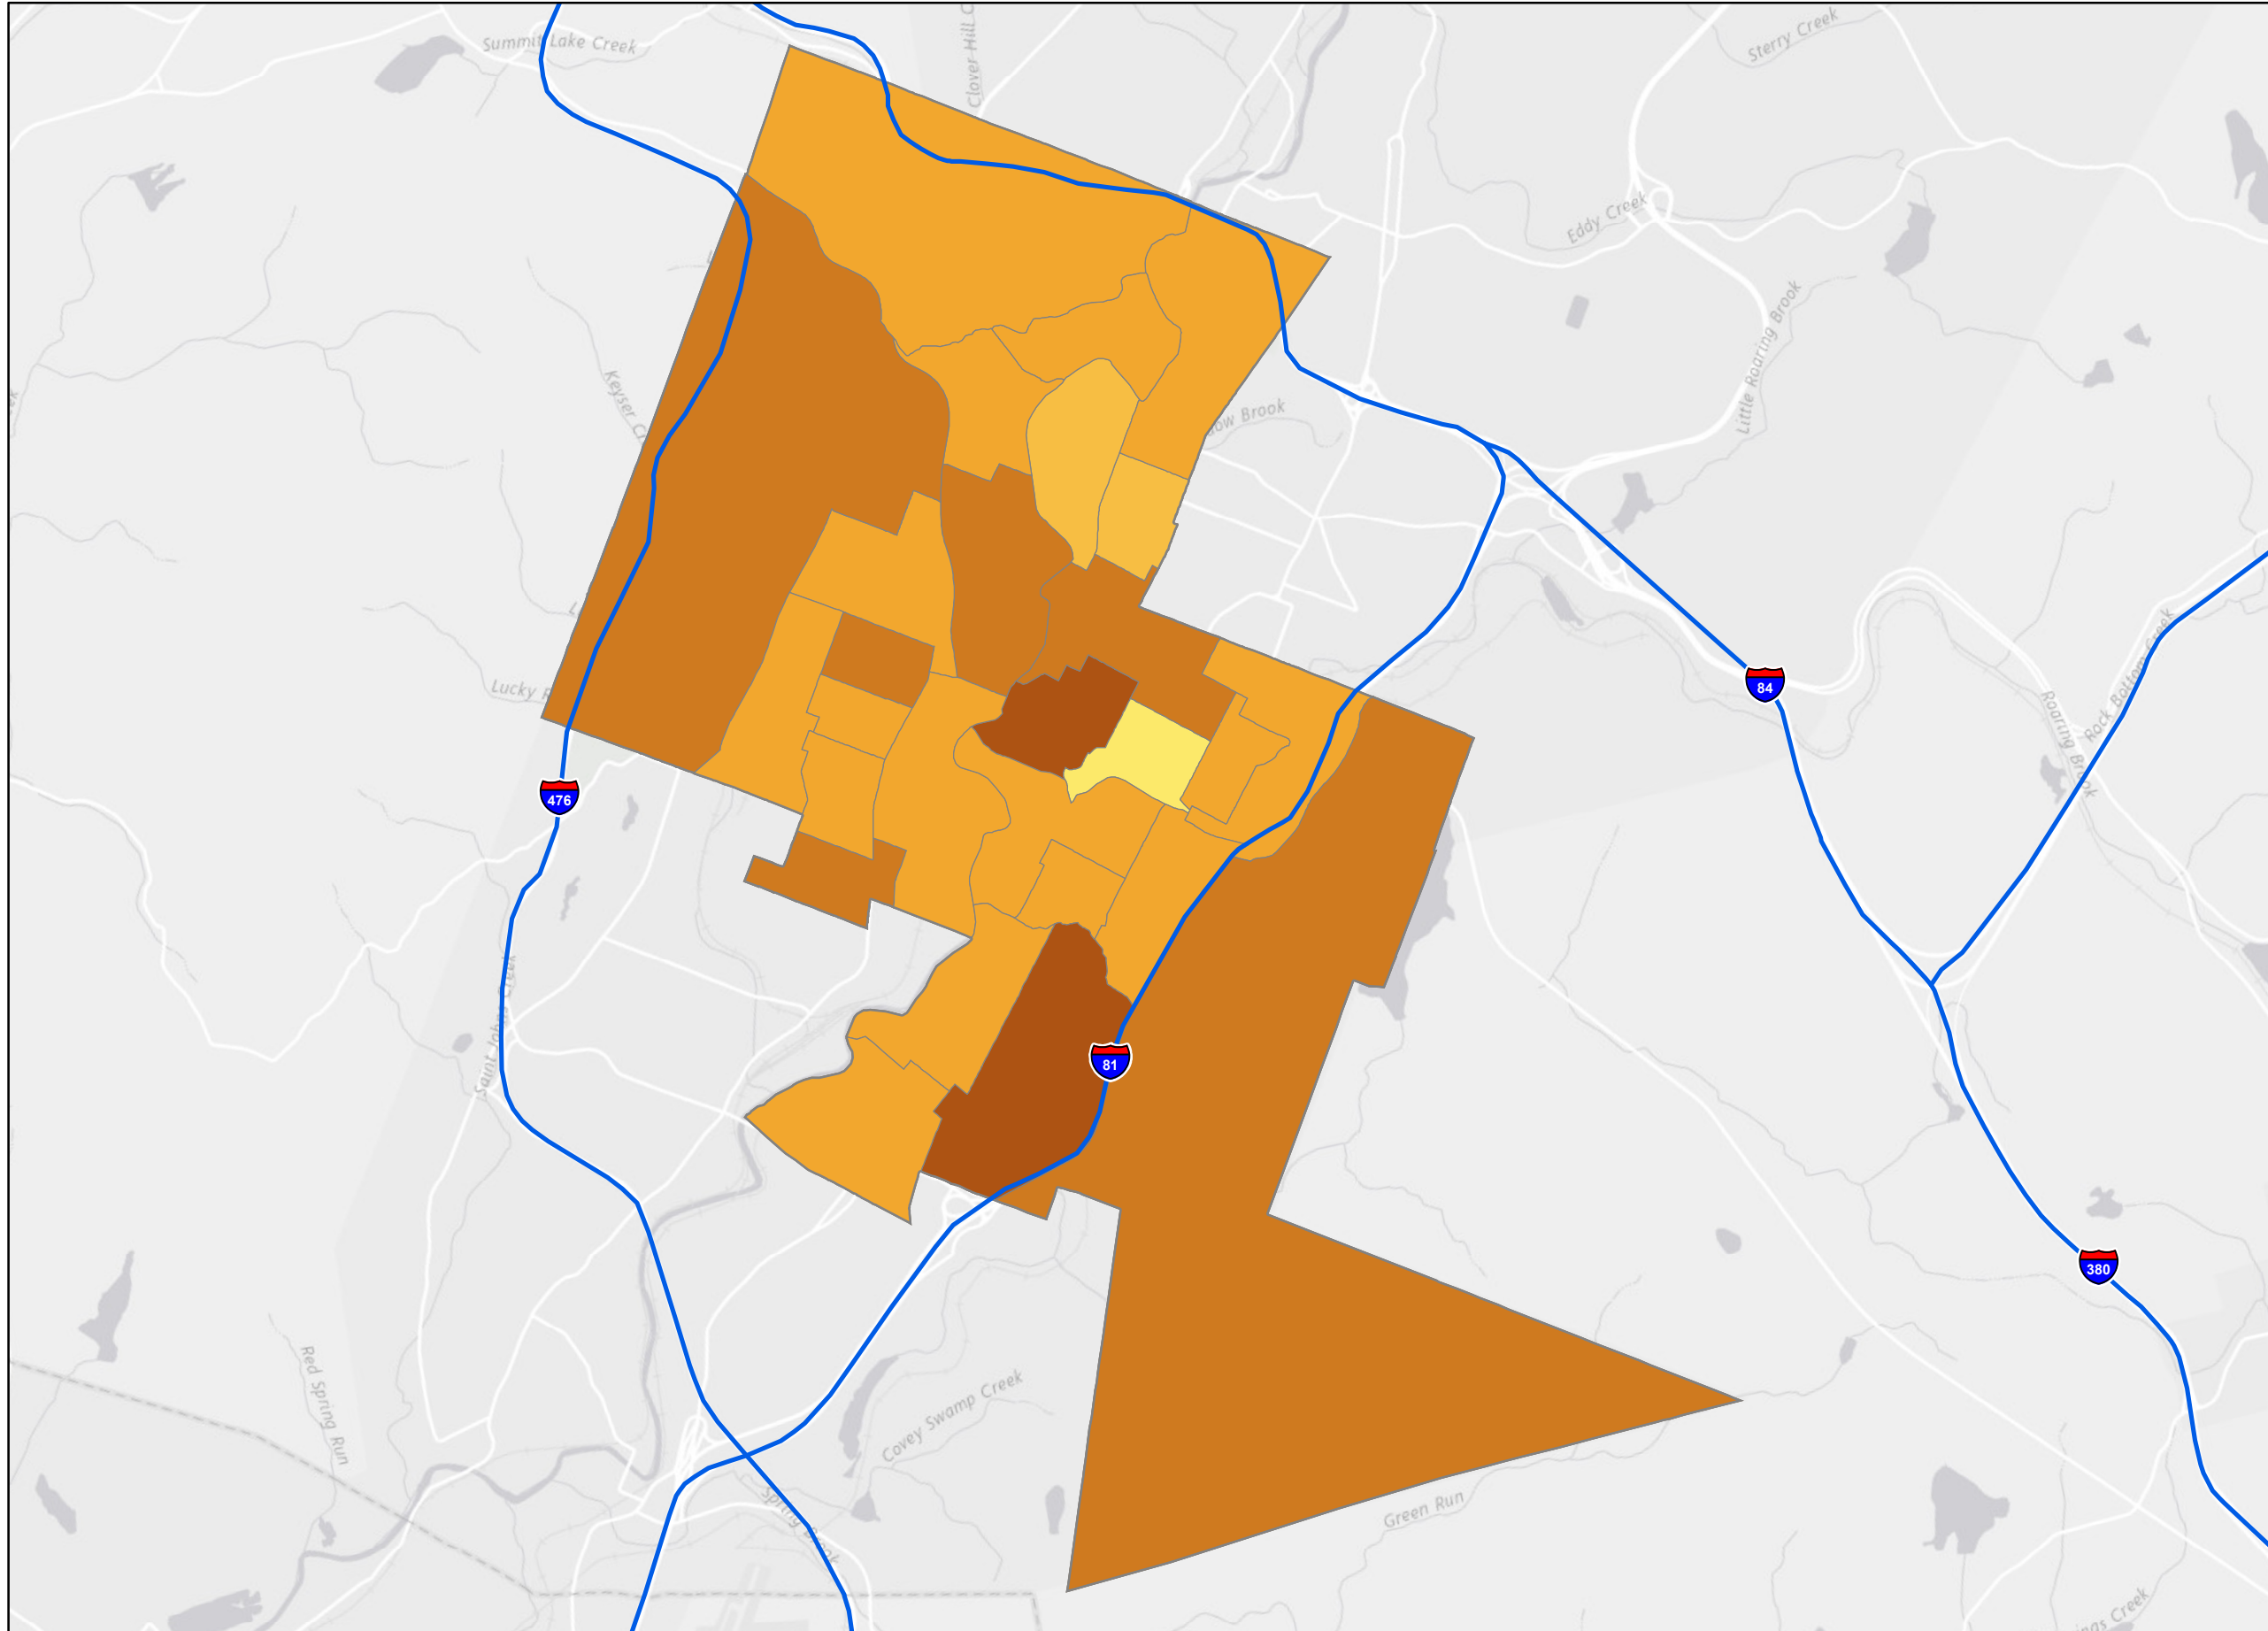 Summit Lake Creek
Clover Hill C
Sterry Creek
Eddy Creek
Little Roaring Brook
Keyser Cr
ow Brook
Lucky R
Rock Bottom Creek
Roaring Brook
84
476
Saint Johns Creek
81
380
Red Spring Run
Covey Swamp Creek
Spring Brook
Green Run
ngs Creek